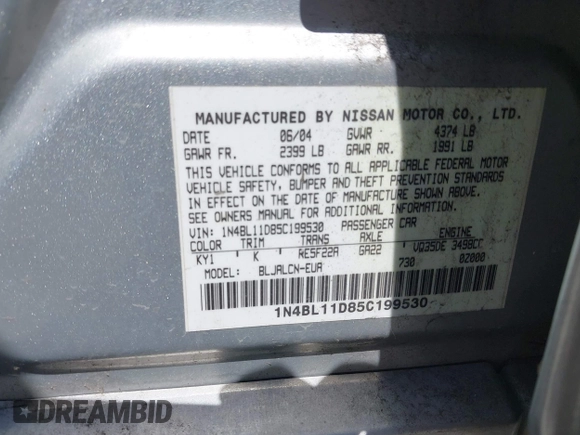 MANUFACTURED BY NISSAN MOTOR CO., LTD.
DATE 06/04 GVWR 4374 LB
GAWR FR. 2399 LB GAWR RR. 1991 LB
THIS VEHICLE CONFORMS TO ALL APPLICABLE FEDERAL MOTOR
VEHICLE SAFETY, BUMPER AND THEFT PREVENTION STANDARDS
IN EFFECT ON THE DATE OF MANUFACTURE SHOWN ABOVE.
SEE OWNERS MANUAL FOR ADDITIONAL INFORMATION.
VIN: 1N4BL11D85C199530 PASSENGER CAR
COLOR TRIM TRANS AXLE ENGINE
KY1 K RE5F22A GA22 VQ35DE 3498CC
MODEL: BLJALCN-EUA 730 02000
1N4BL11D85C199530
DREAMBID